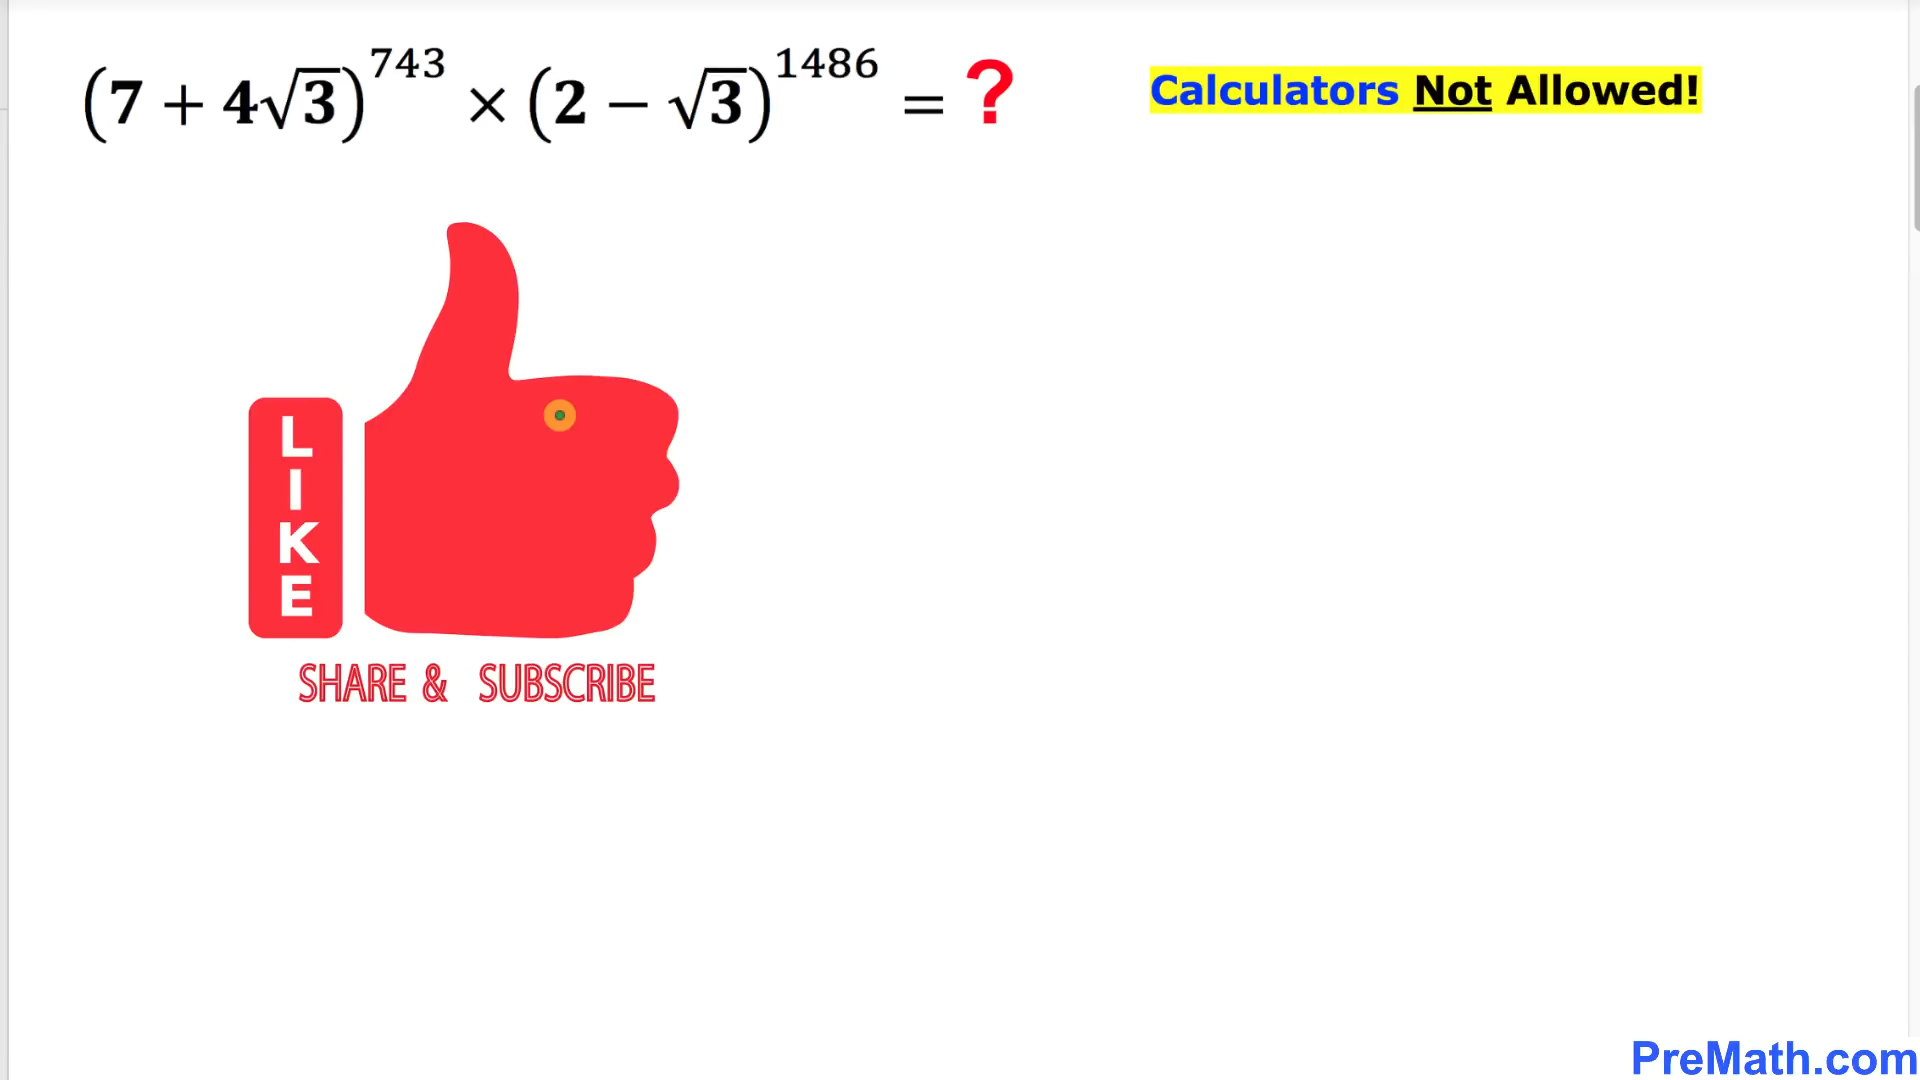 (7 + 4√3)^743 × (2 − √3)^1486 = ?
Calculators Not Allowed!
L
I
K
E
SHARE & SUBSCRIBE
PreMath.com